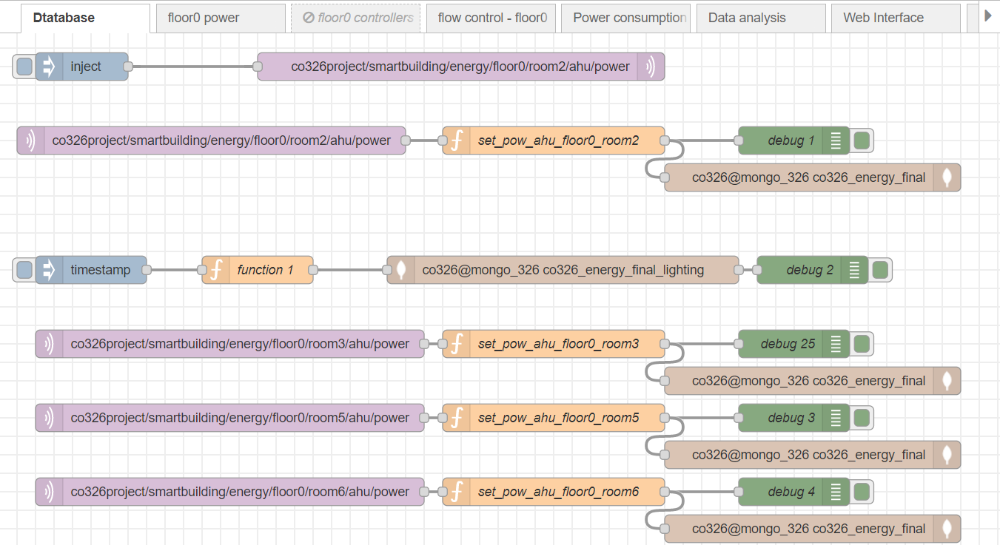 Dtatabase
floor0 power
floor0 controllers
flow control - floor0
Power consumption
Data analysis
Web Interface
inject
co326project/smartbuilding/energy/floor0/room2/ahu/power
co326project/smartbuilding/energy/floor0/room2/ahu/power
set_pow_ahu_floor0_room2
debug 1
co326@mongo_326 co326_energy_final
timestamp
function 1
co326@mongo_326 co326_energy_final_lighting
debug 2
co326project/smartbuilding/energy/floor0/room3/ahu/power
set_pow_ahu_floor0_room3
debug 25
co326@mongo_326 co326_energy_final
co326project/smartbuilding/energy/floor0/room5/ahu/power
set_pow_ahu_floor0_room5
debug 3
co326@mongo_326 co326_energy_final
co326project/smartbuilding/energy/floor0/room6/ahu/power
set_pow_ahu_floor0_room6
debug 4
co326@mongo_326 co326_energy_final